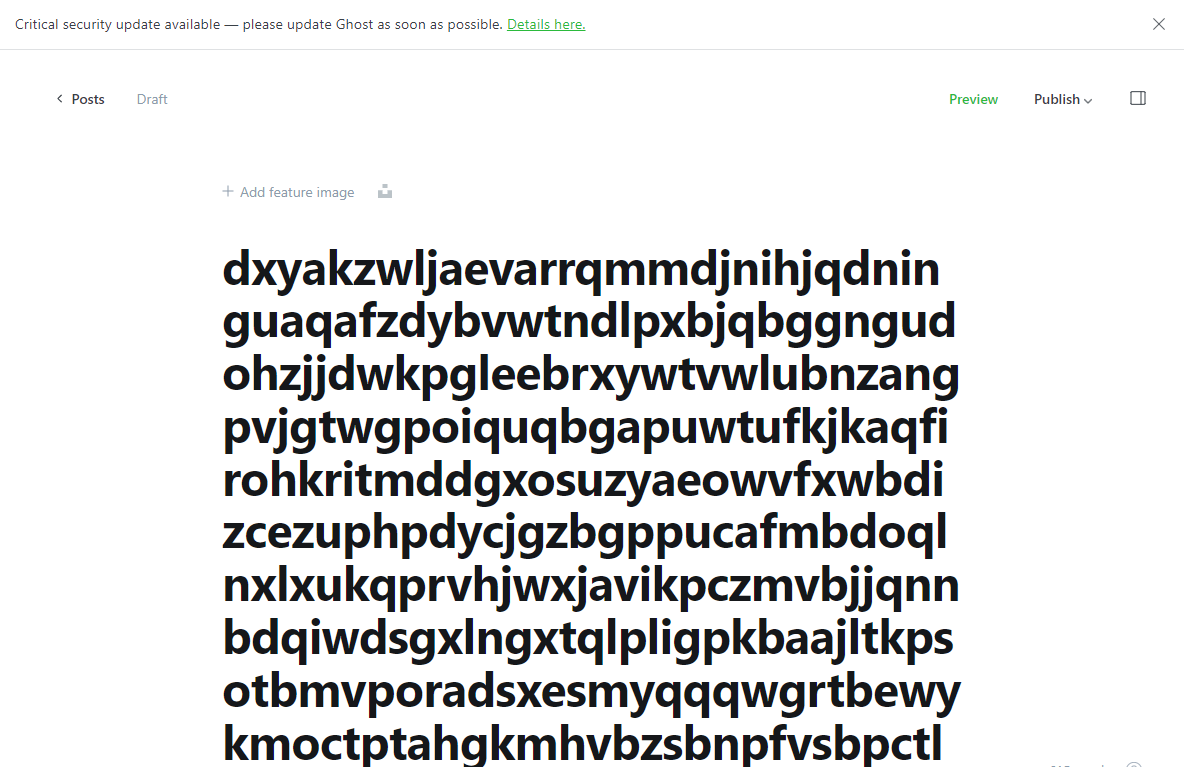 Critical security update available — please update Ghost as soon as possible. Details here.
Posts Draft Preview Publish
Add feature image
dxyakzwljaevarrqmmdjnihjqdnin
guaqafzdybvwtndlpxbjqbggngud
ohzjjdwkpgleebrxywtvwlubnzang
pvjgtwgpoiquqbgapuwtufkjkaqfi
rohkritmddgxosuzyaeowvfxwbdi
zcezuphpdycjgzbgppucafmbdoql
nxlxukqprvhjwxjavikpczmvbjjqnn
bdqiwdsgxlngxtqlpligpkbaajltkps
otbmvporadsxesmyqqqwgrtbewy
kmoctptahgkmhvbzsbnpfvsbpctl